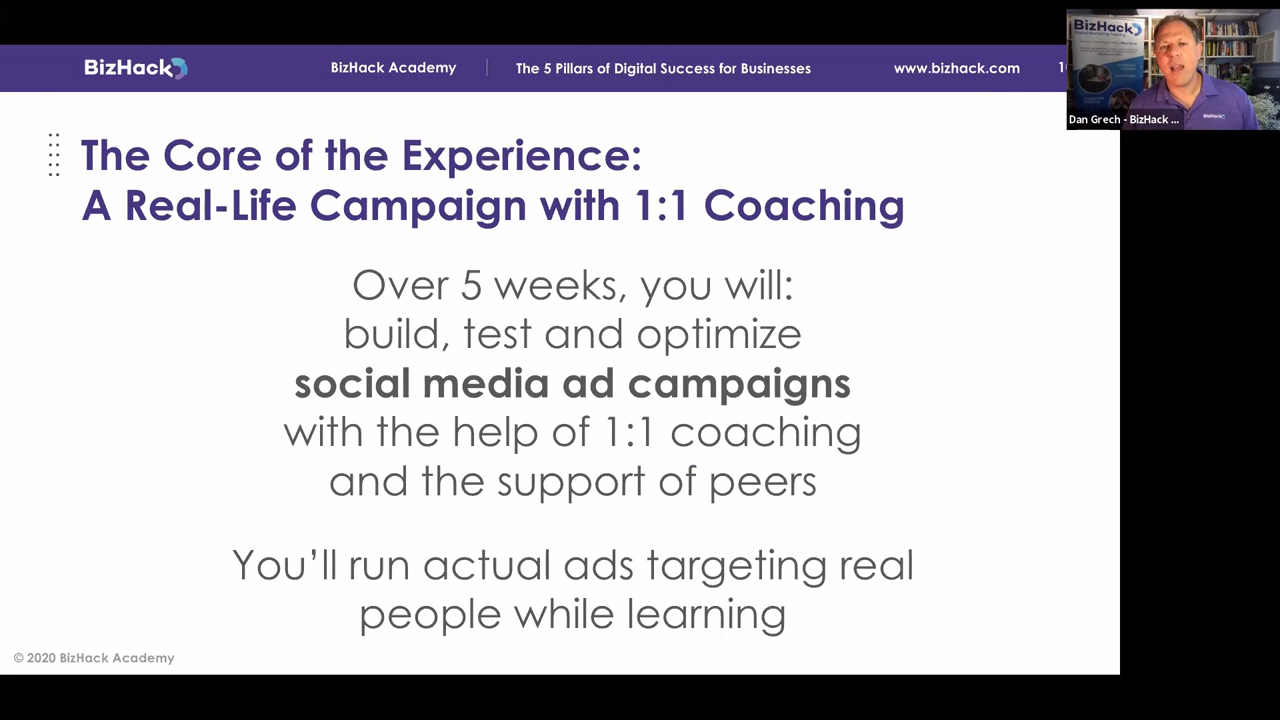 BizHack
BizHack Academy
The 5 Pillars of Digital Success for Businesses
www.bizhack.com
BizHack
Dan Grech - BizHack ...
BizHack
The Core of the Experience:
A Real-Life Campaign with 1:1 Coaching
Over 5 weeks, you will:
build, test and optimize
social media ad campaigns
with the help of 1:1 coaching
and the support of peers
You’ll run actual ads targeting real
people while learning
© 2020 BizHack Academy